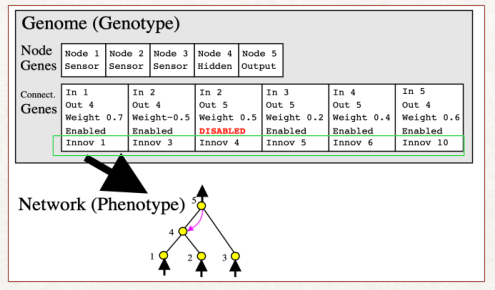 Genome (Genotype)
Node Genes
Node 1 Sensor
Node 2 Sensor
Node 3 Sensor
Node 4 Hidden
Node 5 Output
Connect. Genes
In 1
Out 4
Weight 0.7
Enabled
Innov 1
In 2
Out 4
Weight-0.5
Enabled
Innov 3
In 2
Out 5
Weight 0.5
DISABLED
Innov 4
In 3
Out 5
Weight 0.2
Enabled
Innov 5
In 4
Out 5
Weight 0.4
Enabled
Innov 6
In 5
Out 4
Weight 0.6
Enabled
Innov 10
Network (Phenotype)
5
4
1
2
3